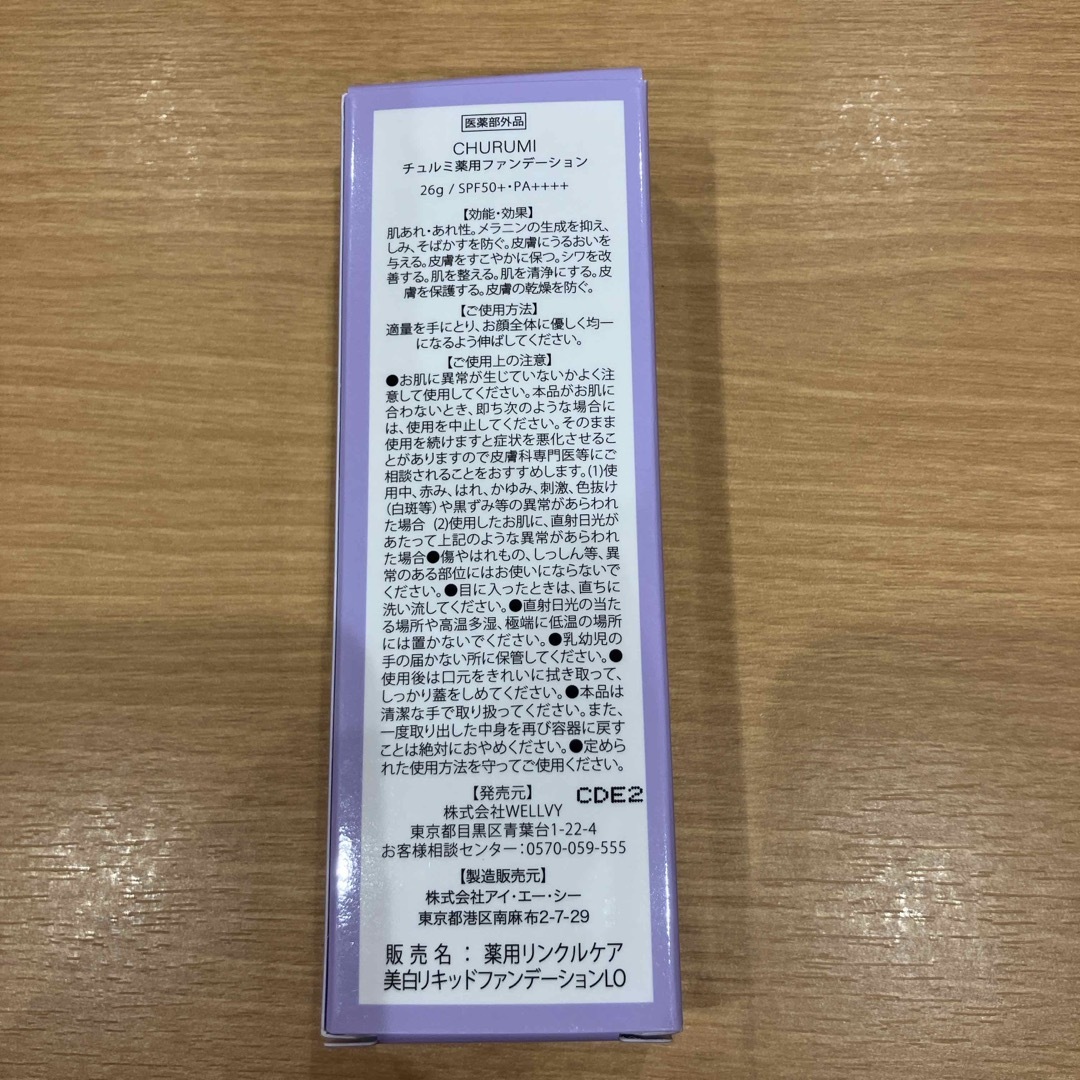 医薬部外品
CHURUMI
チュルミ薬用ファンデーション
26g / SPF50+・PA++++
【効能・効果】
肌あれ・あれ性。メラニンの生成を抑え、
しみ、そばかすを防ぐ。皮膚にうるおいを
与える。皮膚をすこやかに保つ。シワを改
善する。肌を整える。肌を清浄にする。皮
膚を保護する。皮膚の乾燥を防ぐ。
【ご使用方法】
適量を手にとり、お顔全体に優しく均一
になるよう伸ばしてください。
【ご使用上の注意】
●お肌に異常が生じていないかよく注
意して使用してください。本品がお肌に
合わないとき、即ち次のような場合に
は、使用を中止してください。そのまま
使用を続けますと症状を悪化させるこ
とがありますので皮膚科専門医等にご
相談されることをおすすめします。(1)使
用中、赤み、はれ、かゆみ、刺激、色抜け
(白斑等)や黒ずみ等の異常があらわれ
た場合 (2)使用したお肌に、直射日光が
あたって上記のような異常があらわれ
た場合●傷やはれもの、しっしん等、異
常のある部位にはお使いにならないで
ください。●目に入ったときは、直ちに
洗い流してください。●直射日光の当た
る場所や高温多湿、極端に低温の場所
には置かないでください。●乳幼児の
手の届かない所に保管してください。●
使用後は口元をきれいに拭き取って、
しっかり蓋をしめてください。●本品は
清潔な手で取り扱ってください。また、
一度取り出した中身を再び容器に戻す
ことは絶対におやめください。●定めら
れた使用方法を守ってご使用ください。
【発売元】 CDE2
株式会社WELLVY
東京都目黒区青葉台1-22-4
お客様相談センター：0570-059-555
【製造販売元】
株式会社アイ・エー・シー
東京都港区南麻布2-7-29
販売名：薬用リンクルケア
美白リキッドファンデーションLO